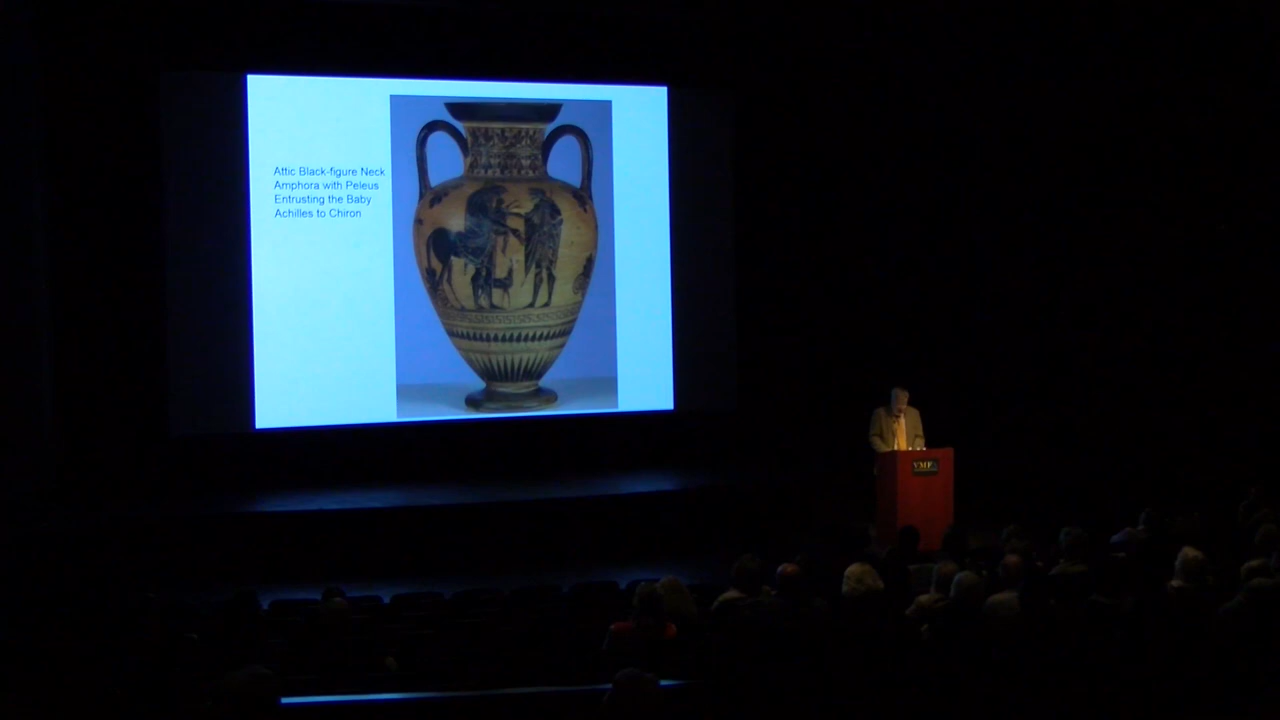 Attic Black-figure Neck
Amphora with Peleus
Entrusting the Baby
Achilles to Chiron
VMFA